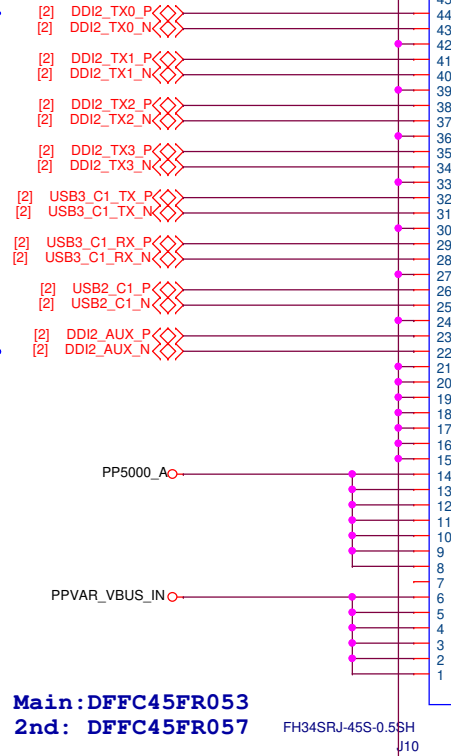 [2] DDI2_TX0_P 44
[2] DDI2_TX0_N 43
42
[2] DDI2_TX1_P 41
[2] DDI2_TX1_N 40
39
[2] DDI2_TX2_P 38
[2] DDI2_TX2_N 37
36
[2] DDI2_TX3_P 35
[2] DDI2_TX3_N 34
33
[2] USB3_C1_TX_P 32
[2] USB3_C1_TX_N 31
30
[2] USB3_C1_RX_P 29
[2] USB3_C1_RX_N 28
27
[2] USB2_C1_P 26
[2] USB2_C1_N 25
24
[2] DDI2_AUX_P 23
[2] DDI2_AUX_N 22
21
20
19
18
17
16
15
PP5000_A 14
13
12
11
10
9
8
7
PPVAR_VBUS_IN 6
5
4
3
2
1
Main:DFFC45FR053
2nd: DFFC45FR057 FH34SRJ-45S-0.5SH
J10